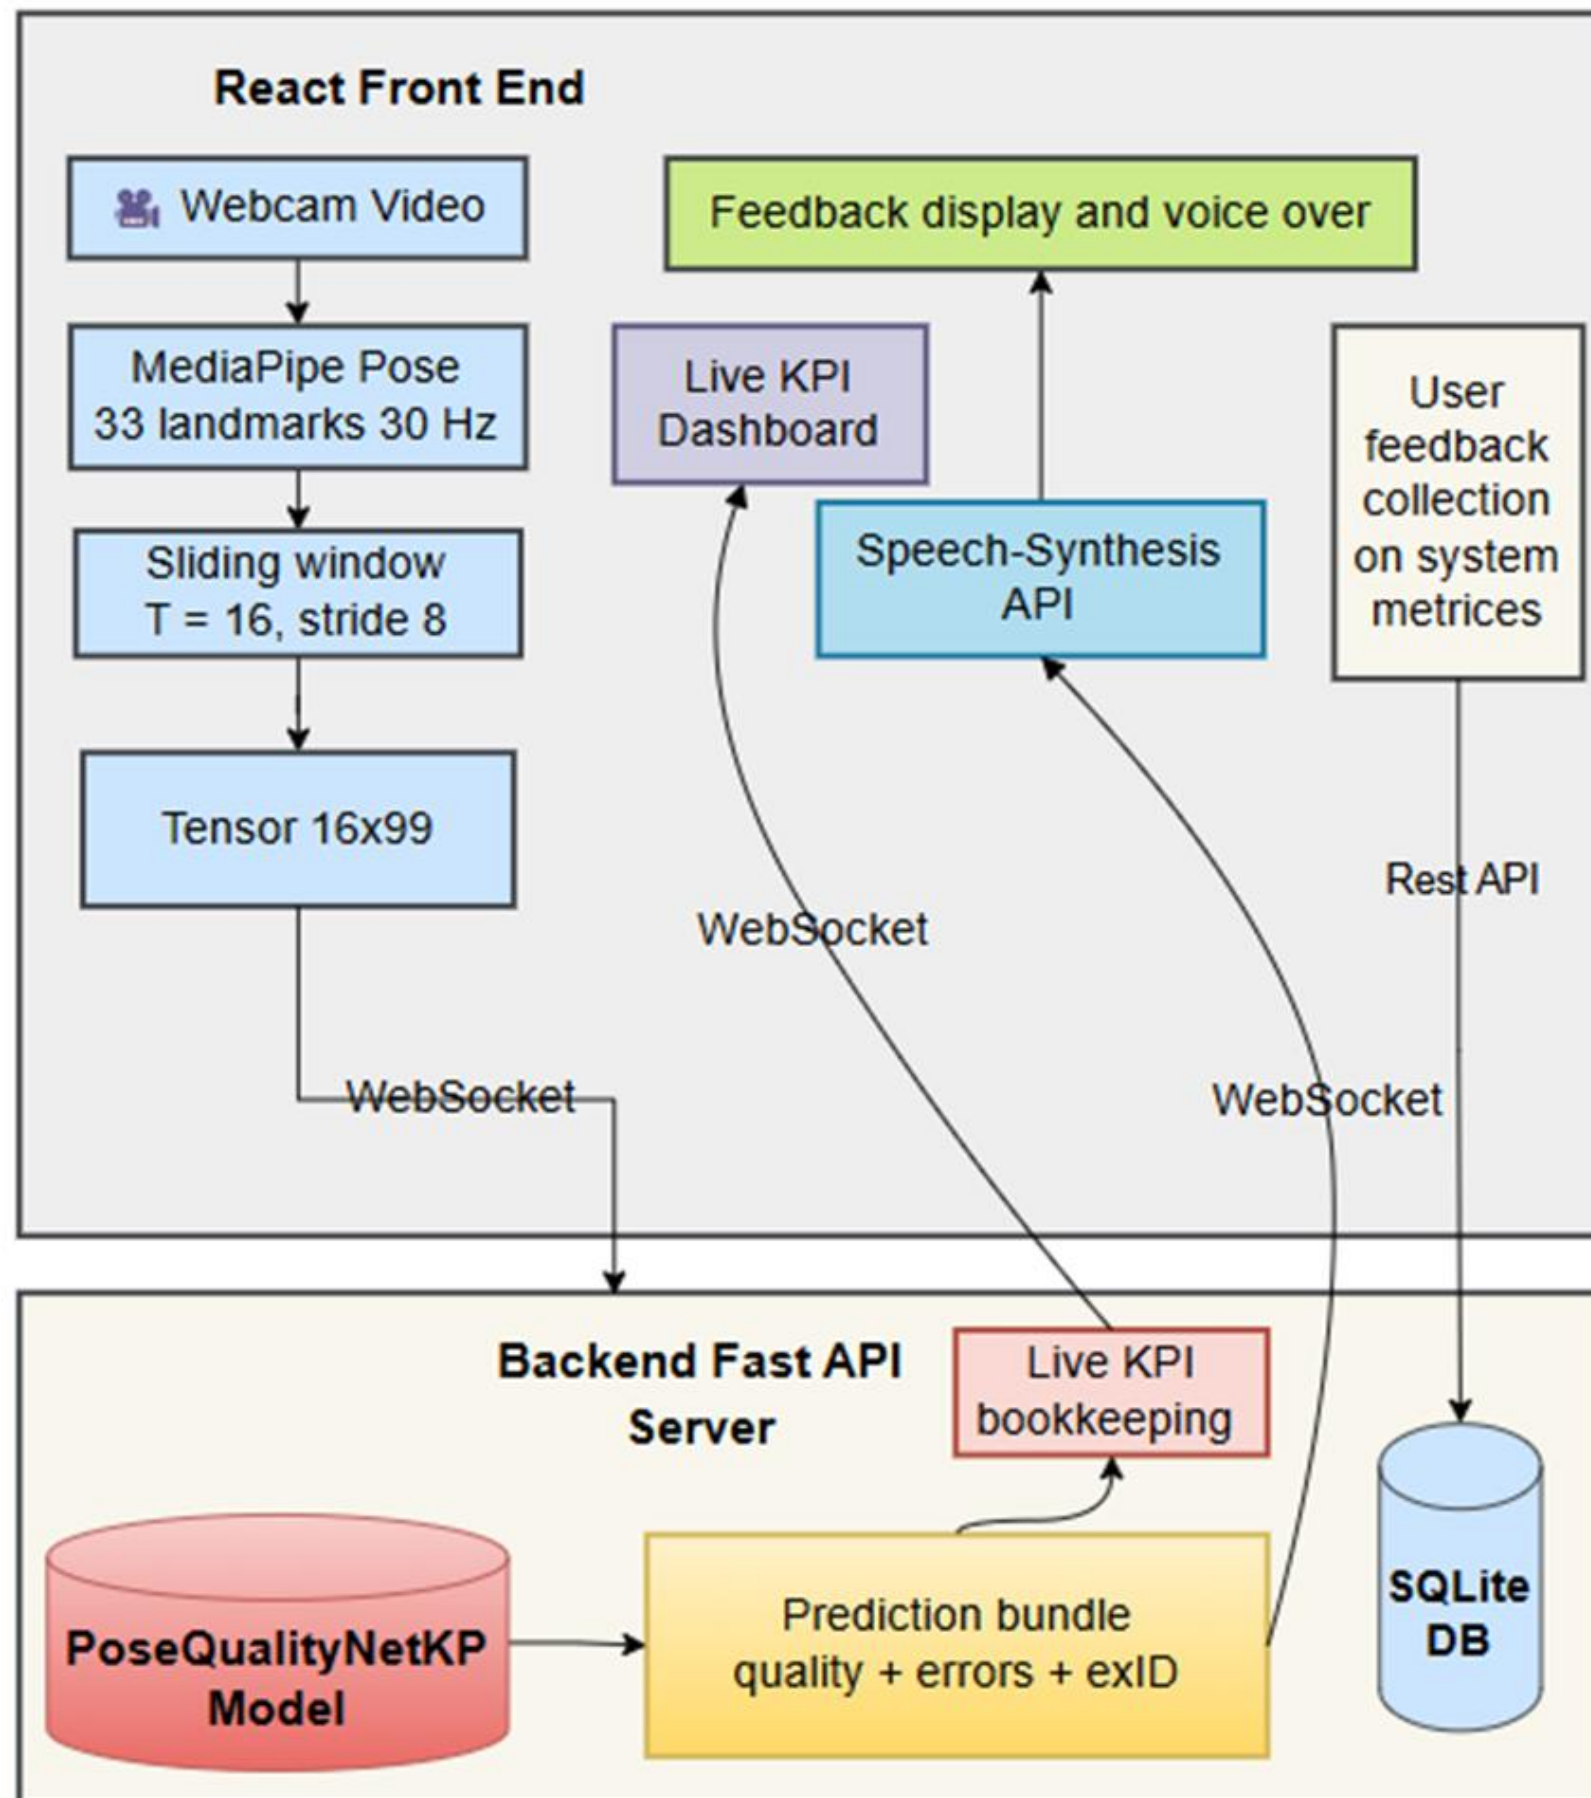 React Front End
Webcam Video
MediaPipe Pose
33 landmarks 30 Hz
Sliding window
T = 16, stride 8
Tensor 16x99
WebSocket
Feedback display and voice over
Live KPI
Dashboard
Speech-Synthesis
API
User
feedback
collection
on system
metrices
WebSocket
WebSocket
Rest API
Backend Fast API
Server
Live KPI
bookkeeping
PoseQualityNetKP
Model
Prediction bundle
quality + errors + exID
SQLite
DB